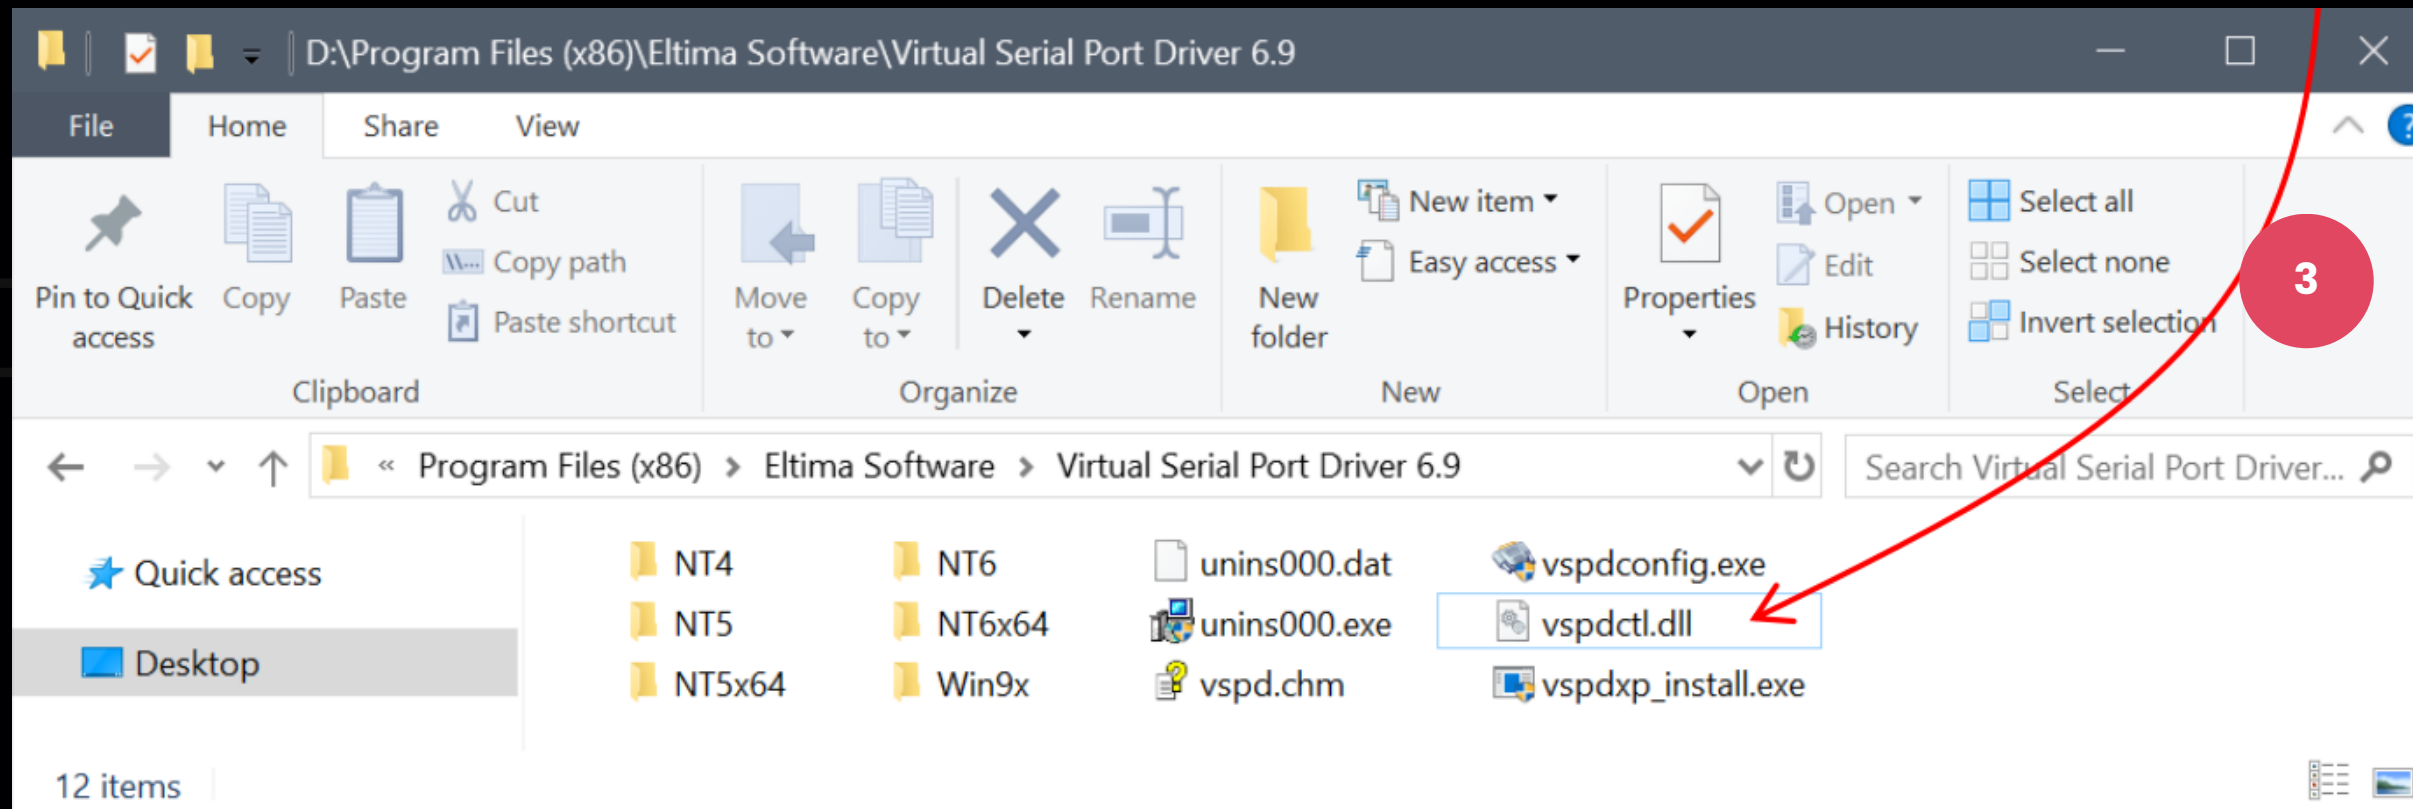 D:\Program Files (x86)\Eltima Software\Virtual Serial Port Driver 6.9
File Home Share View
?
Pin to Quick access
Copy
Paste
Cut
Copy path
Paste shortcut
Clipboard
Move to
Copy to
Delete
Rename
Organize
New folder
New item
Easy access
New
Properties
Open
Edit
History
Open
Select all
Select none
Invert selection
Select
3
« Program Files (x86) > Eltima Software > Virtual Serial Port Driver 6.9
Search Virtual Serial Port Driver...
Quick access
Desktop
NT4
NT5
NT5x64
NT6
NT6x64
Win9x
unins000.dat
unins000.exe
vspd.chm
vspdconfig.exe
vspdctl.dll
vspdxp_install.exe
12 items